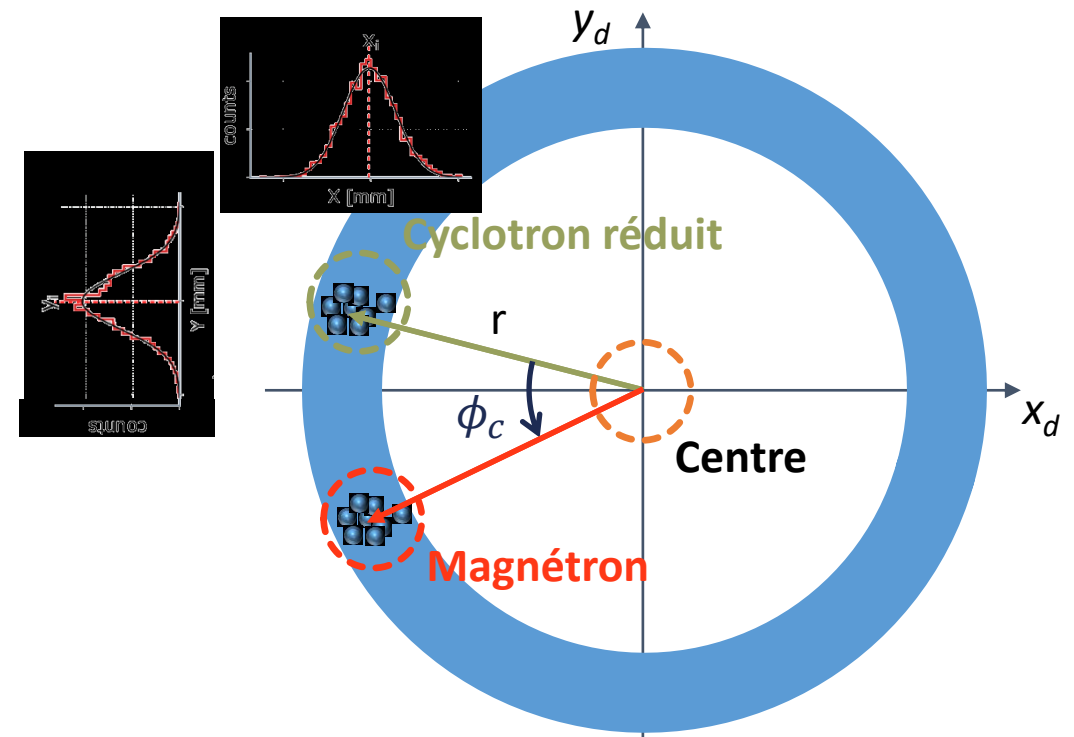 y_d
X_i
counts
X [mm]
Cyclotron réduit
y_i
Y [mm]
counts
r
ϕ_c
x_d
Centre
Magnétron